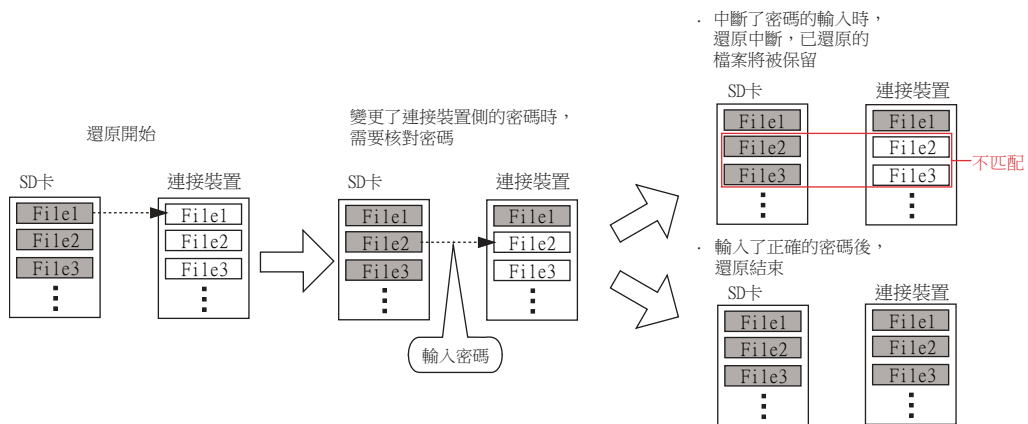 還原開始
SD卡
連接裝置
File1
File1
File2
File2
File3
File3
變更了連接裝置側的密碼時，
需要核對密碼
SD卡
連接裝置
File1
File1
File2
File2
File3
File3
輸入密碼
· 中斷了密碼的輸入時，
還原中斷，已還原的
檔案將被保留
SD卡
連接裝置
File1
File1
File2
File2
File3
File3
不匹配
· 輸入了正確的密碼後，
還原結束
SD卡
連接裝置
File1
File1
File2
File2
File3
File3